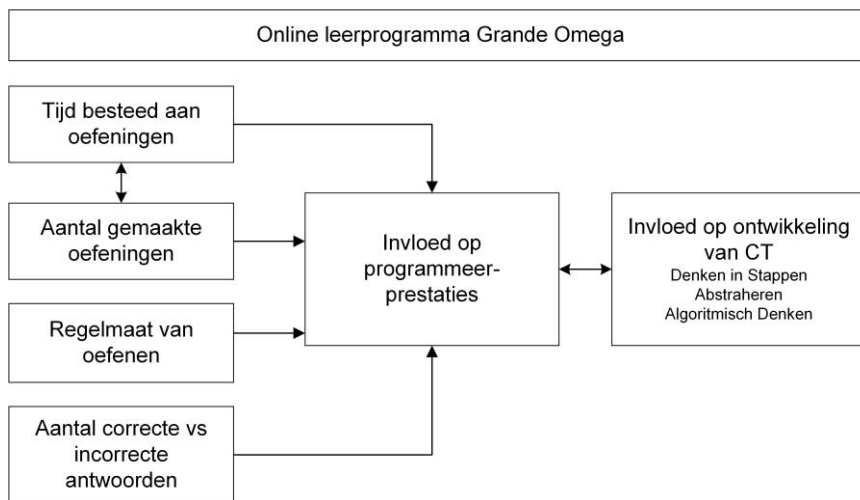 Online leerprogramma Grande Omega
Tijd besteed aan
oefeningen
Aantal gemaakte
oefeningen
Regelmaat van
oefenen
Aantal correcte vs
incorrecte
antwoorden
Invloed op
programmeer-
prestaties
Invloed op ontwikkeling
van CT
Denken in Stappen
Abstraheren
Algoritmisch Denken